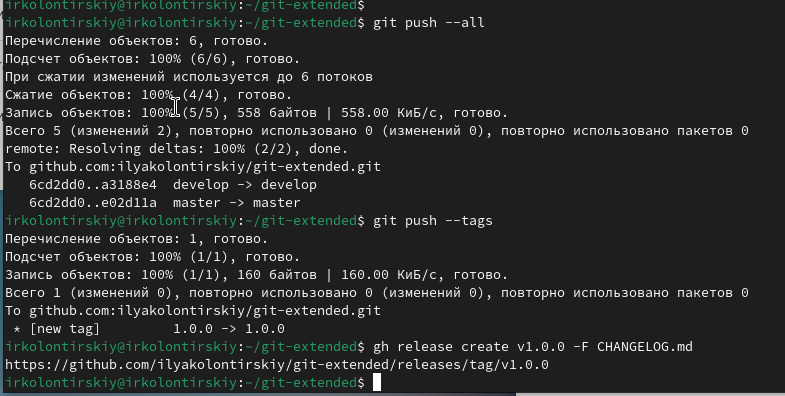 irkolontirskiy@irkolontirskiy:~/git-extended$
irkolontirskiy@irkolontirskiy:~/git-extended$ git push --all
Перечисление объектов: 6, готово.
Подсчет объектов: 100% (6/6), готово.
При сжатии изменений используется до 6 потоков
Сжатие объектов: 100% (4/4), готово.
Запись объектов: 100% (5/5), 558 байтов | 558.00 КиБ/с, готово.
Всего 5 (изменений 2), повторно использовано 0 (изменений 0), повторно использовано пакетов 0
remote: Resolving deltas: 100% (2/2), done.
To github.com:ilyakolontirskiy/git-extended.git
   6cd2dd0..a3188e4  develop -> develop
   6cd2dd0..e02d11a  master -> master
irkolontirskiy@irkolontirskiy:~/git-extended$ git push --tags
Перечисление объектов: 1, готово.
Подсчет объектов: 100% (1/1), готово.
Запись объектов: 100% (1/1), 160 байтов | 160.00 КиБ/с, готово.
Всего 1 (изменений 0), повторно использовано 0 (изменений 0), повторно использовано пакетов 0
To github.com:ilyakolontirskiy/git-extended.git
 * [new tag]         1.0.0 -> 1.0.0
irkolontirskiy@irkolontirskiy:~/git-extended$ gh release create v1.0.0 -F CHANGELOG.md
https://github.com/ilyakolontirskiy/git-extended/releases/tag/v1.0.0
irkolontirskiy@irkolontirskiy:~/git-extended$